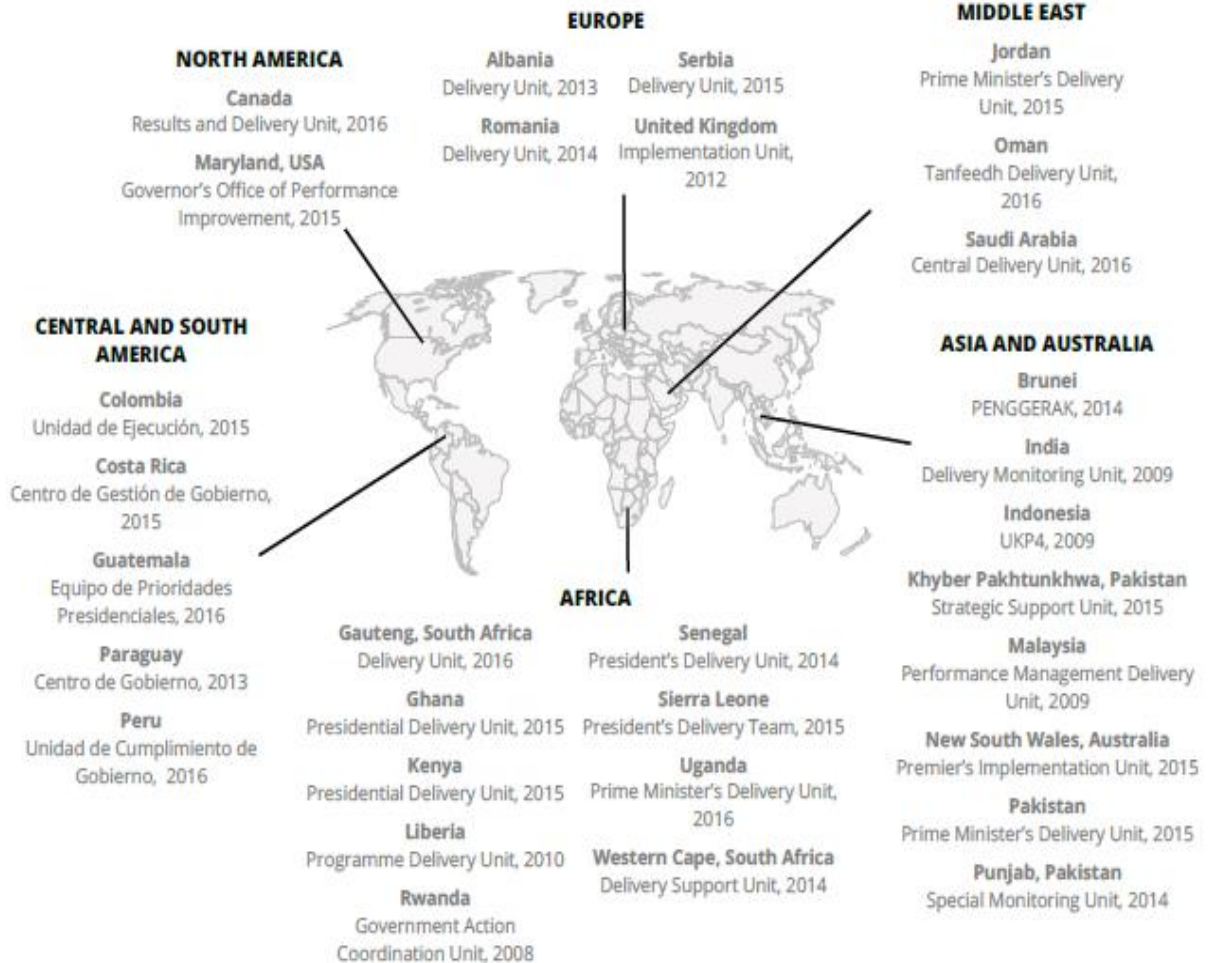 NORTH AMERICA
Canada
Results and Delivery Unit, 2016
Maryland, USA
Governor's Office of Performance
Improvement, 2015
EUROPE
Albania
Delivery Unit, 2013
Romania
Delivery Unit, 2014
Serbia
Delivery Unit, 2015
United Kingdom
Implementation Unit,
2012
MIDDLE EAST
Jordan
Prime Minister's Delivery
Unit, 2015
Oman
Tanfeedh Delivery Unit,
2016
Saudi Arabia
Central Delivery Unit, 2016
CENTRAL AND SOUTH
AMERICA
Colombia
Unidad de Ejecución, 2015
Costa Rica
Centro de Gestión de Gobierno,
2015
Guatemala
Equipo de Prioridades
Presidenciales, 2016
Paraguay
Centro de Gobierno, 2013
Peru
Unidad de Cumplimiento de
Gobierno, 2016
AFRICA
Gauteng, South Africa
Delivery Unit, 2016
Ghana
Presidential Delivery Unit, 2015
Kenya
Presidential Delivery Unit, 2015
Liberia
Programme Delivery Unit, 2010
Rwanda
Government Action
Coordination Unit, 2008
Senegal
President's Delivery Unit, 2014
Sierra Leone
President's Delivery Team, 2015
Uganda
Prime Minister's Delivery Unit,
2016
Western Cape, South Africa
Delivery Support Unit, 2014
ASIA AND AUSTRALIA
Brunei
PENGGERAK, 2014
India
Delivery Monitoring Unit, 2009
Indonesia
UKP4, 2009
Khyber Pakhtunkhwa, Pakistan
Strategic Support Unit, 2015
Malaysia
Performance Management Delivery
Unit, 2009
New South Wales, Australia
Premier's Implementation Unit, 2015
Pakistan
Prime Minister's Delivery Unit, 2015
Punjab, Pakistan
Special Monitoring Unit, 2014